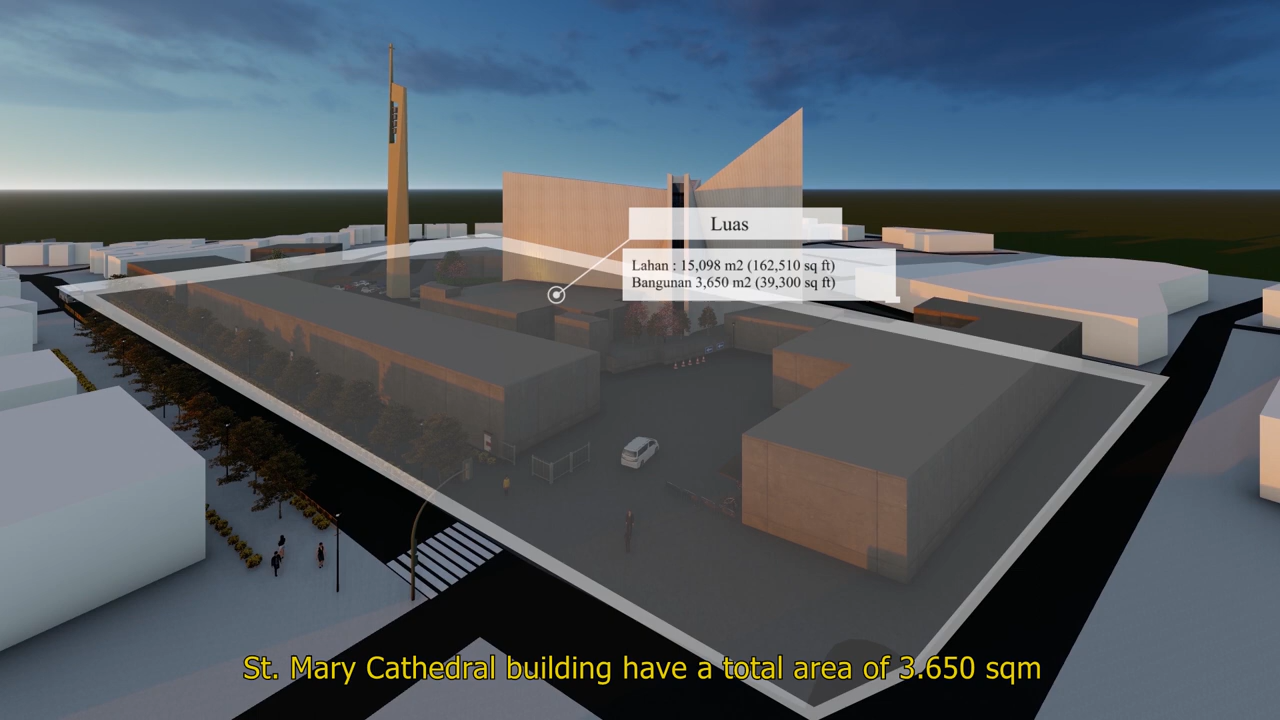 Luas
Lahan : 15,098 m2 (162,510 sq ft)
Bangunan 3,650 m2 (39,300 sq ft)
St. Mary Cathedral building have a total area of 3.650 sqm